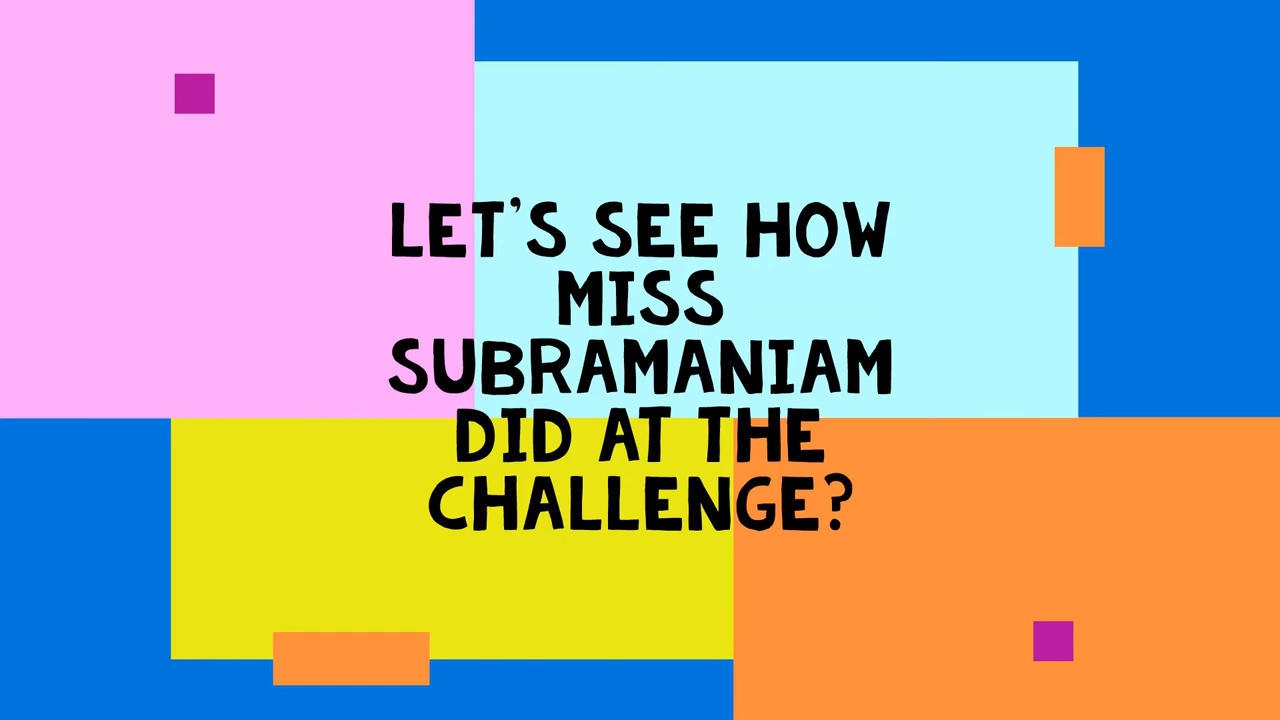 LET'S SEE HOW
MISS
SUBRAMANIAM
DID AT THE
CHALLENGE?